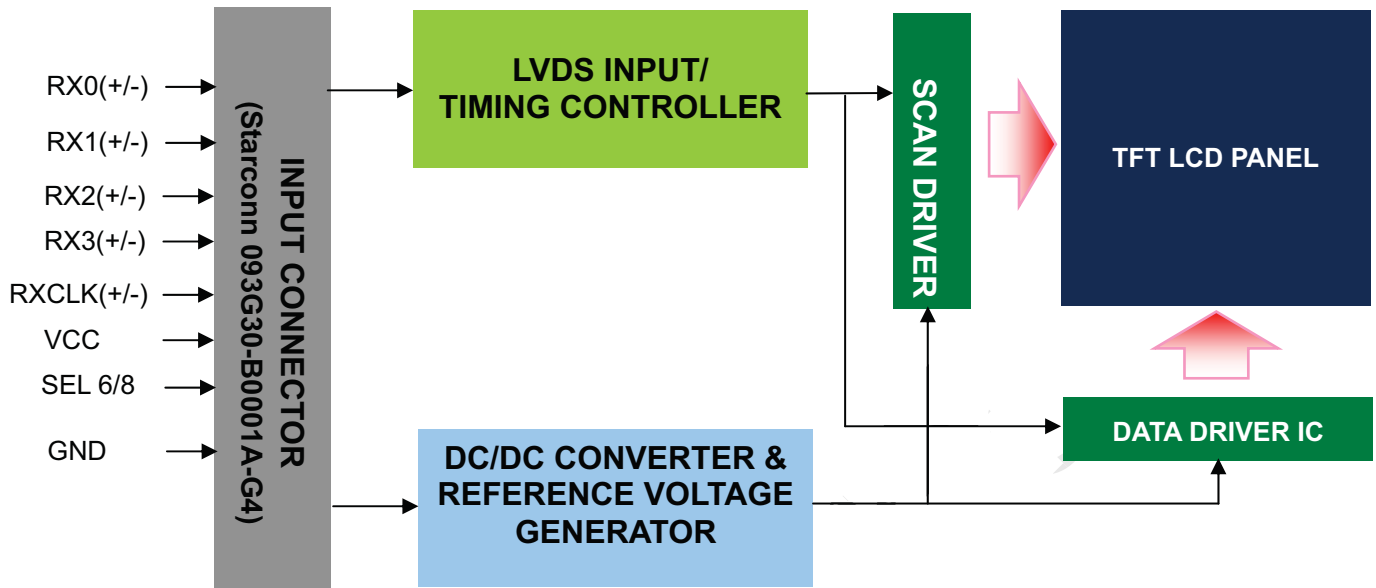 RX0(+/-)
RX1(+/-)
RX2(+/-)
RX3(+/-)
RXCLK(+/-)
VCC
SEL 6/8
GND
INPUT CONNECTOR
(Starconn 093G30-B0001A-G4)
LVDS INPUT/
TIMING CONTROLLER
DC/DC CONVERTER &
REFERENCE VOLTAGE
GENERATOR
SCAN DRIVER
TFT LCD PANEL
DATA DRIVER IC